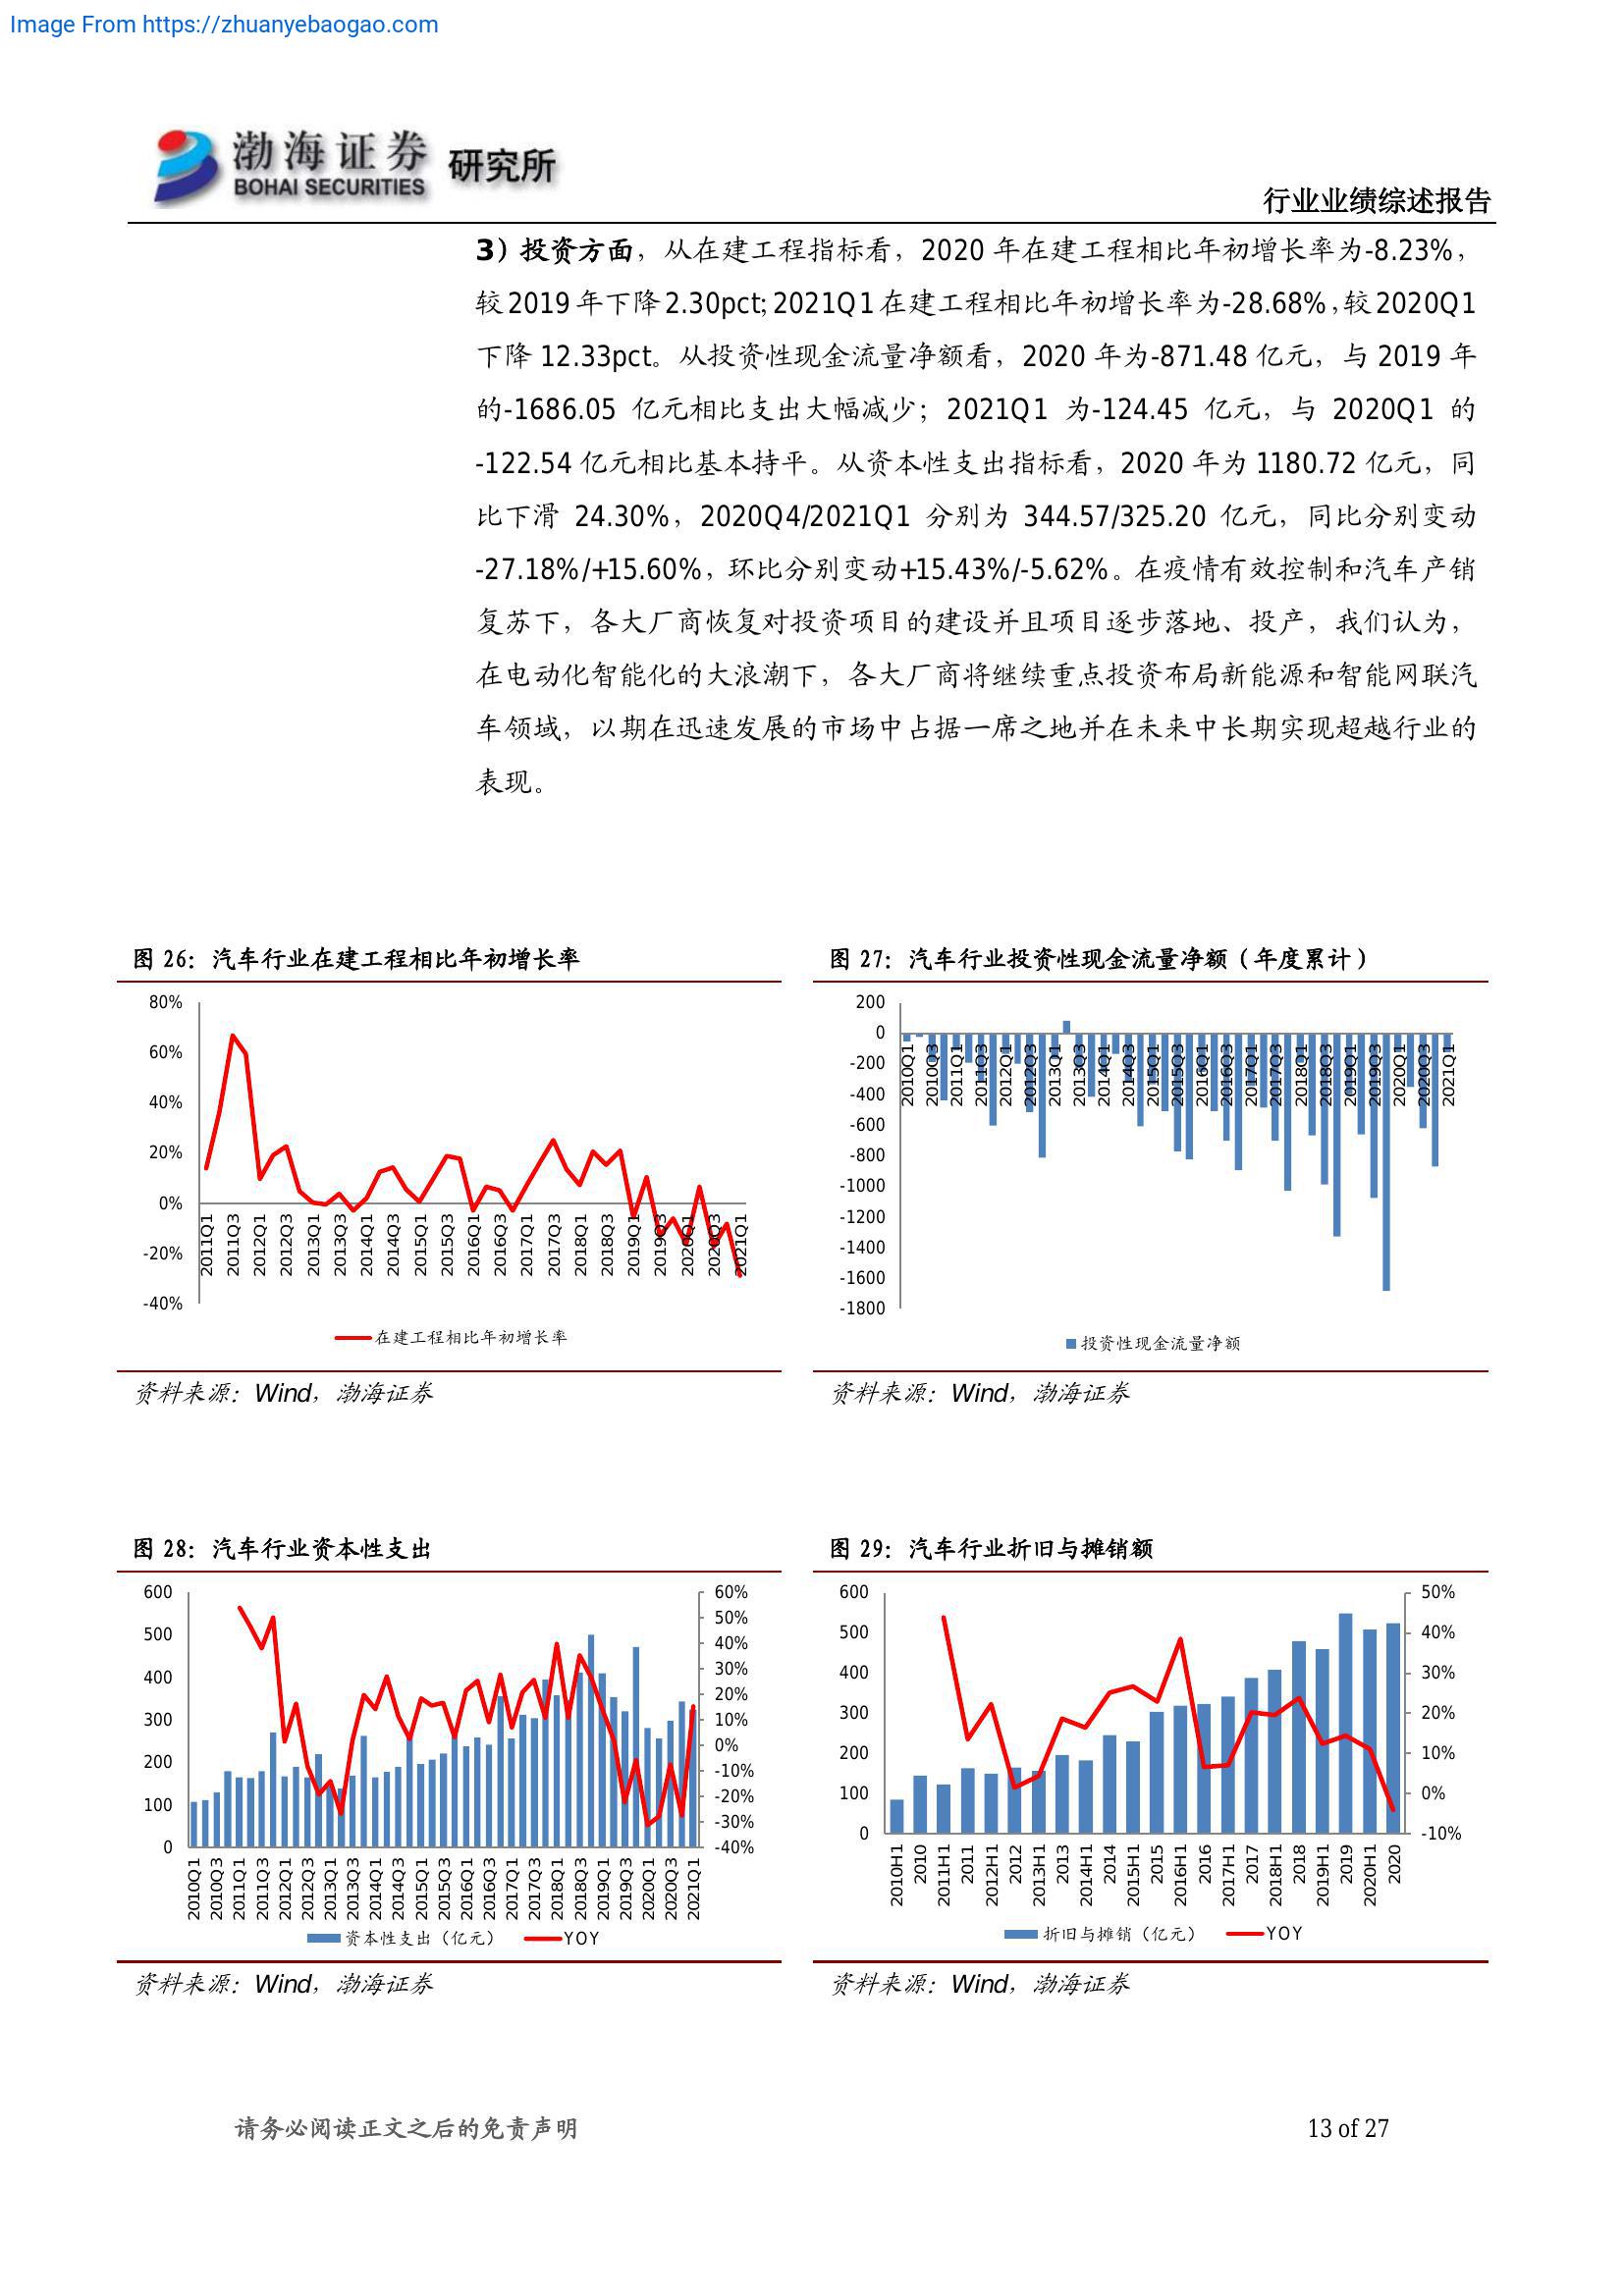 Image From https://zhuanyebaogao.com
渤海证券 研究所
BOHAI SECURITIES
行业业绩综述报告
3）投资方面，从在建工程指标看，2020 年在建工程相比年初增长率为-8.23%，
较 2019 年下降 2.30pct; 2021Q1 在建工程相比年初增长率为-28.68%，较 2020Q1
下降 12.33pct。从投资性现金流量净额看，2020 年为-871.48 亿元，与 2019 年
的-1686.05 亿元相比支出大幅减少；2021Q1 为-124.45 亿元，与 2020Q1 的
-122.54 亿元相比基本持平。从资本性支出指标看，2020 年为 1180.72 亿元，同
比下滑 24.30%，2020Q4/2021Q1 分别为 344.57/325.20 亿元，同比分别变动
-27.18%/+15.60%，环比分别变动+15.43%/-5.62%。在疫情有效控制和汽车产销
复苏下，各大厂商恢复对投资项目的建设并且项目逐步落地、投产，我们认为，
在电动化智能化的大浪潮下，各大厂商将继续重点投资布局新能源和智能网联汽
车领域，以期在迅速发展的市场中占据一席之地并在未来中长期实现超越行业的
表现。
图 26：汽车行业在建工程相比年初增长率
80%
60%
40%
20%
0%
-20%
-40%
2011Q1 2011Q3 2012Q1 2012Q3 2013Q1 2013Q3 2014Q1 2014Q3 2015Q1 2015Q3 2016Q1 2016Q3 2017Q1 2017Q3 2018Q1 2018Q3 2019Q1 2019Q3 2020Q1 2020Q3 2021Q1
在建工程相比年初增长率
资料来源：Wind，渤海证券
图 27：汽车行业投资性现金流量净额（年度累计）
200
0
-200
-400
-600
-800
-1000
-1200
-1400
-1600
-1800
2010Q1 2010Q3 2011Q1 2011Q3 2012Q1 2012Q3 2013Q1 2013Q3 2014Q1 2014Q3 2015Q1 2015Q3 2016Q1 2016Q3 2017Q1 2017Q3 2018Q1 2018Q3 2019Q1 2019Q3 2020Q1 2020Q3 2021Q1
投资性现金流量净额
资料来源：Wind，渤海证券
图 28：汽车行业资本性支出
600
500
400
300
200
100
0
60%
50%
40%
30%
20%
10%
0%
-10%
-20%
-30%
-40%
2010Q1 2010Q3 2011Q1 2011Q3 2012Q1 2012Q3 2013Q1 2013Q3 2014Q1 2014Q3 2015Q1 2015Q3 2016Q1 2016Q3 2017Q1 2017Q3 2018Q1 2018Q3 2019Q1 2019Q3 2020Q1 2020Q3 2021Q1
资本性支出（亿元） YOY
资料来源：Wind，渤海证券
图 29：汽车行业折旧与摊销额
600
500
400
300
200
100
0
50%
40%
30%
20%
10%
0%
-10%
2010H1 2010 2011H1 2011 2012H1 2012 2013H1 2013 2014H1 2014 2015H1 2015 2016H1 2016 2017H1 2017 2018H1 2018 2019H1 2019 2020H1 2020
折旧与摊销（亿元） YOY
资料来源：Wind，渤海证券
请务必阅读正文之后的免责声明
13 of 27